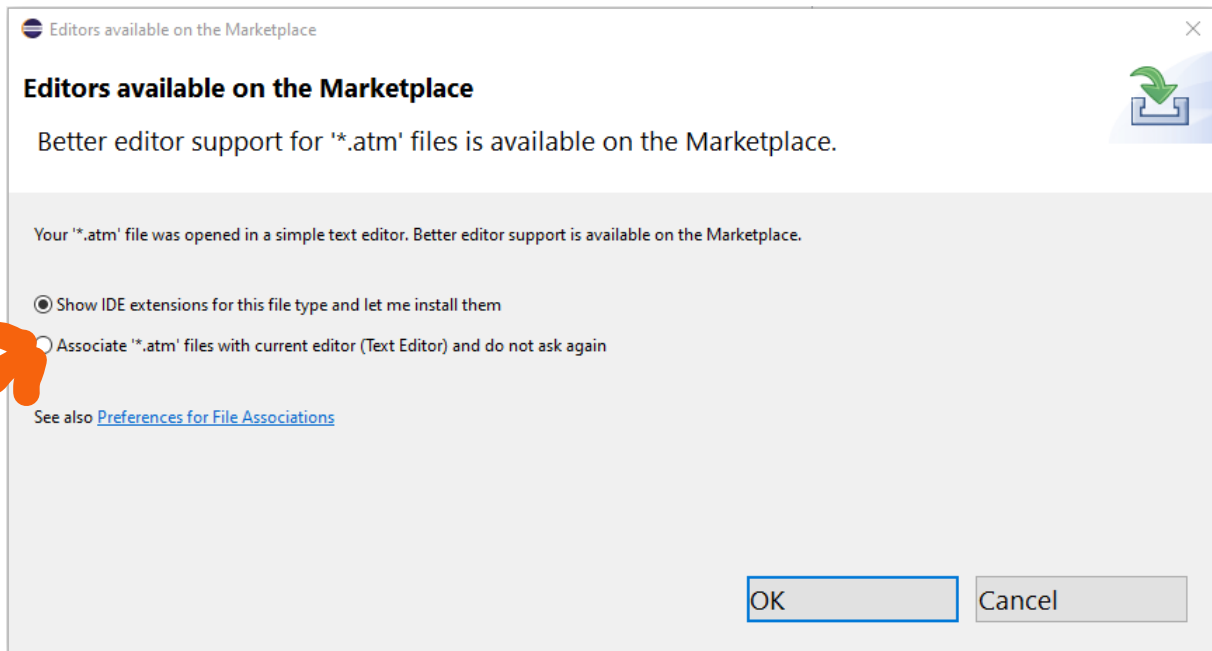 Editors available on the Marketplace
Editors available on the Marketplace
Better editor support for '*.atm' files is available on the Marketplace.
Your '*.atm' file was opened in a simple text editor. Better editor support is available on the Marketplace.
Show IDE extensions for this file type and let me install them
Associate '*.atm' files with current editor (Text Editor) and do not ask again
See also Preferences for File Associations
OK
Cancel